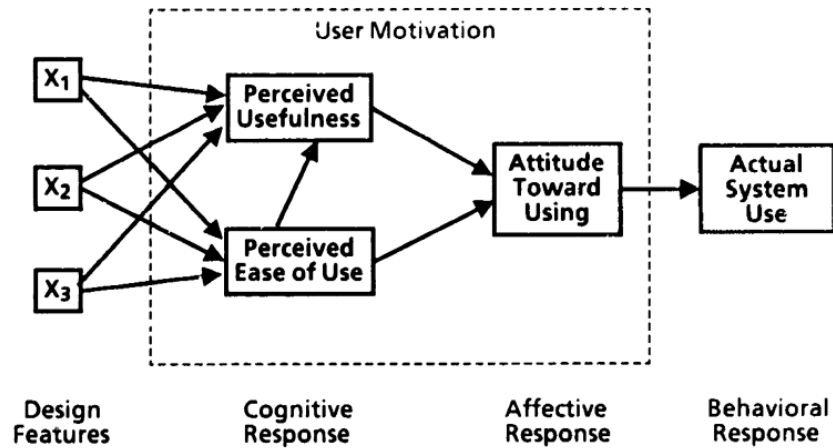 User Motivation
X1
Perceived
Usefulness
X2
Attitude
Toward
Using
Actual
System
Use
Perceived
Ease of Use
X3
Design
Features
Cognitive
Response
Affective
Response
Behavioral
Response